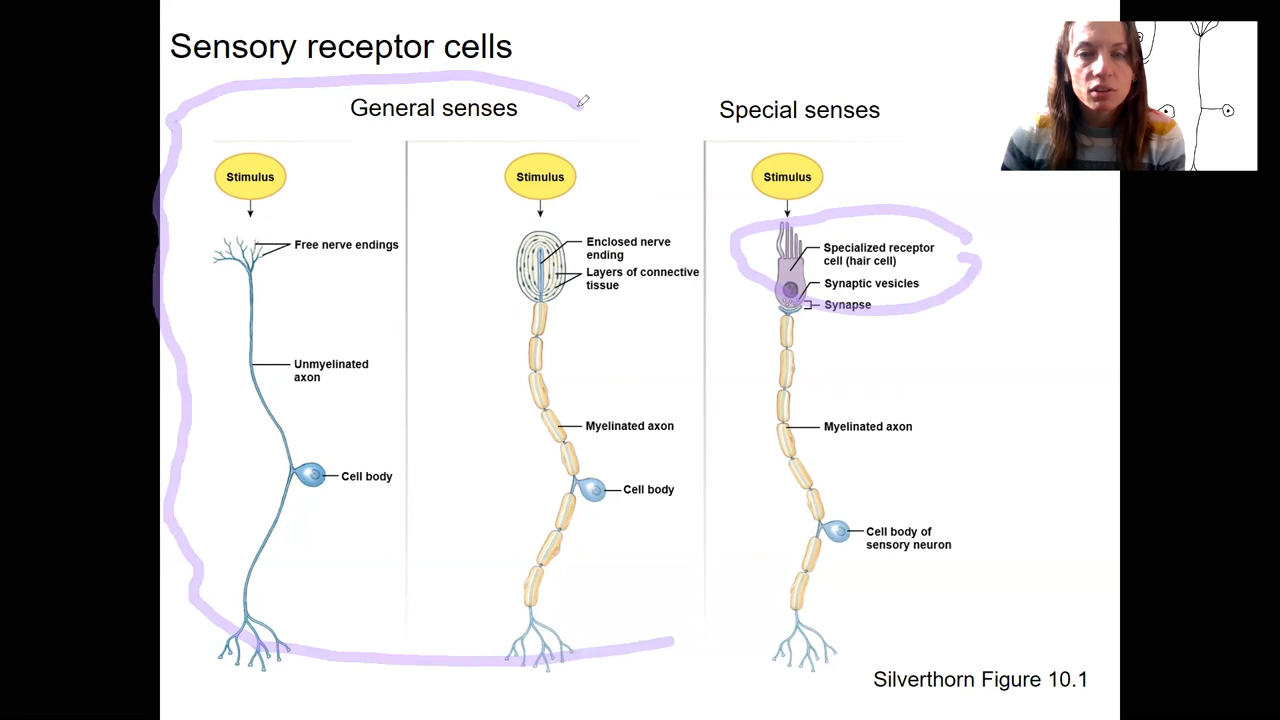 Sensory receptor cells
General senses
Special senses
Stimulus
Free nerve endings
Unmyelinated
axon
Cell body
Stimulus
Enclosed nerve
ending
Layers of connective
tissue
Myelinated axon
Cell body
Stimulus
Specialized receptor
cell (hair cell)
Synaptic vesicles
Synapse
Myelinated axon
Cell body of
sensory neuron
Silverthorn Figure 10.1